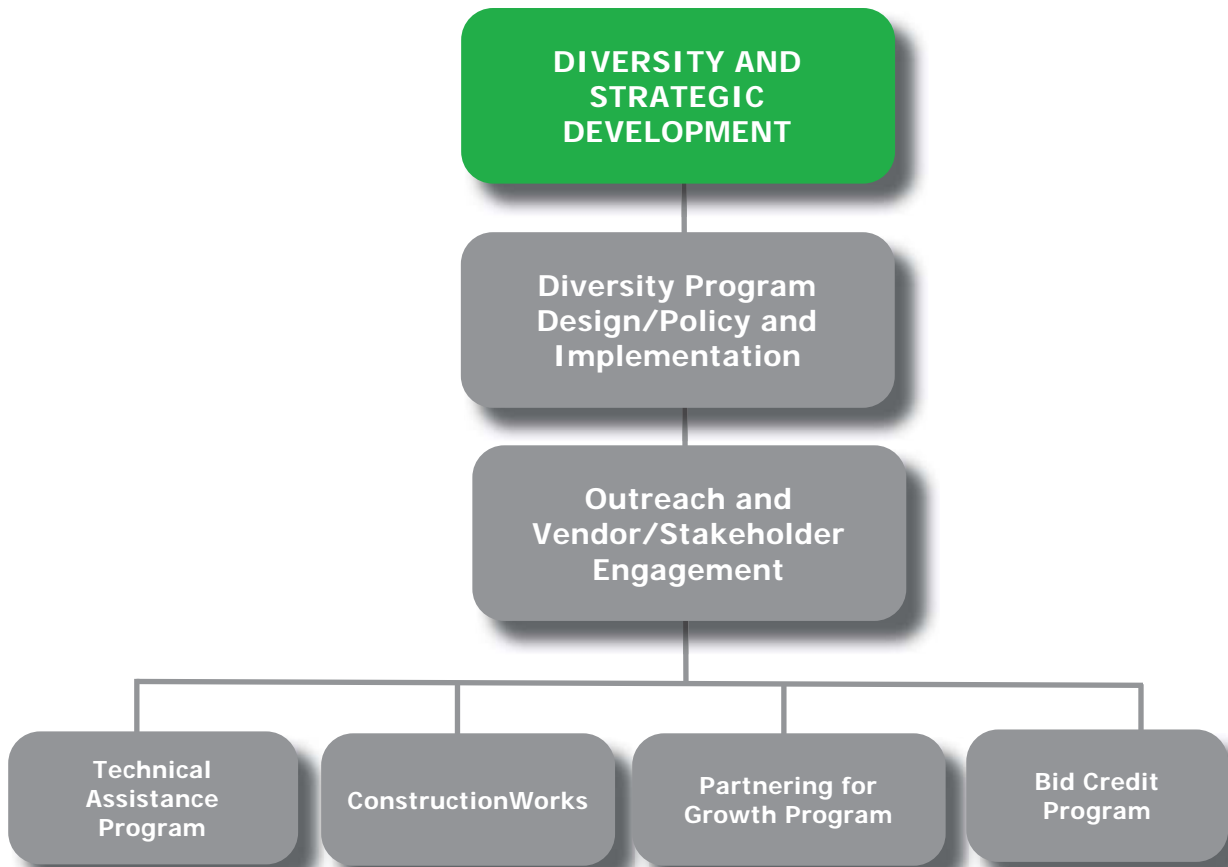 DIVERSITY AND
STRATEGIC
DEVELOPMENT
Diversity Program
Design/Policy and
Implementation
Outreach and
Vendor/Stakeholder
Engagement
Technical
Assistance
Program
ConstructionWorks
Partnering for
Growth Program
Bid Credit
Program